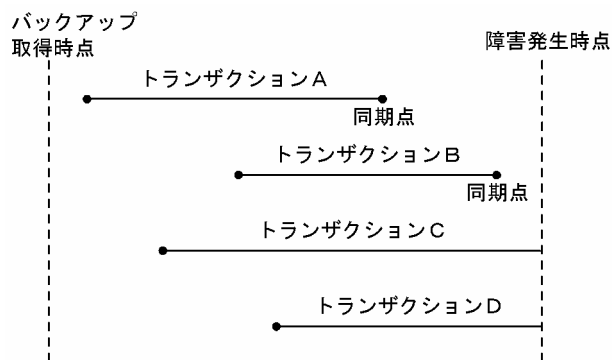 バックアップ
取得時点
障害発生時点
トランザクションA
同期点
トランザクションB
同期点
トランザクションC
トランザクションD